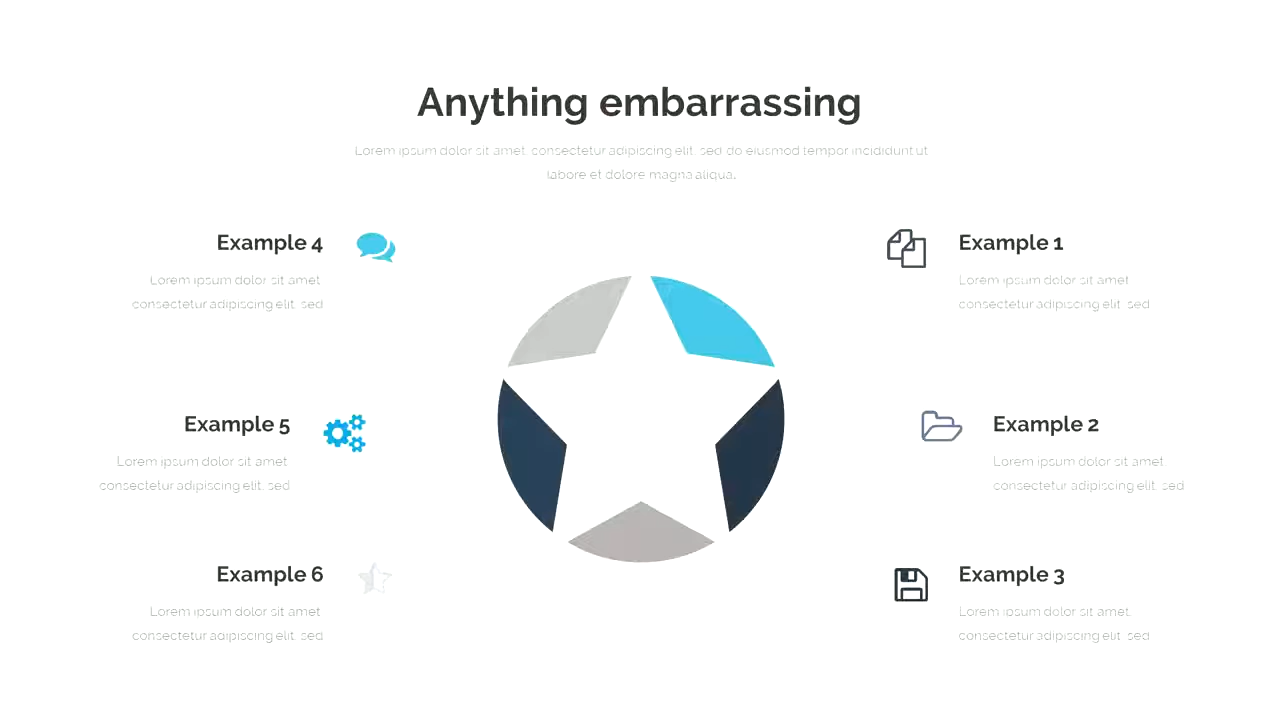 Anything embarrassing
Lorem ipsum dolor sit amet, consectetur adipiscing elit, sed do eiusmod tempor incididunt ut
labore et dolore magna aliqua.
Example 4
Lorem ipsum dolor sit amet
consectetur adipiscing elit, sed
Example 1
Lorem ipsum dolor sit amet
consectetur adipiscing elit, sed
Example 5
Lorem ipsum dolor sit amet
consectetur adipiscing elit, sed
Example 2
Lorem ipsum dolor sit amet
consectetur adipiscing elit, sed
Example 6
Lorem ipsum dolor sit amet
consectetur adipiscing elit, sed
Example 3
Lorem ipsum dolor sit amet,
consectetur adipiscing elit, sed